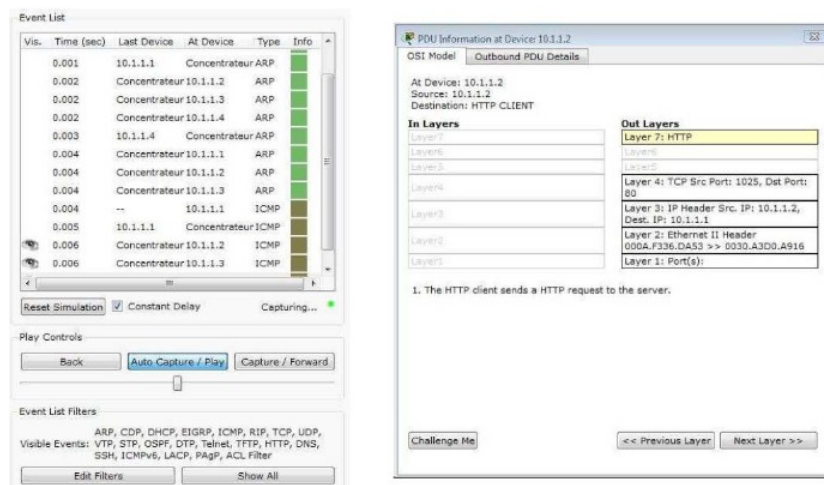 Event List
Vis. Time (sec) Last Device At Device Type Info
0.001 10.1.1.1 Concentrateur ARP
0.002 Concentrateur 10.1.1.2 ARP
0.002 Concentrateur 10.1.1.3 ARP
0.002 Concentrateur 10.1.1.4 ARP
0.003 10.1.1.4 Concentrateur ARP
0.004 Concentrateur 10.1.1.1 ARP
0.004 Concentrateur 10.1.1.2 ARP
0.004 Concentrateur 10.1.1.3 ARP
0.004 -- 10.1.1.1 ICMP
0.005 10.1.1.1 Concentrateur ICMP
0.006 Concentrateur 10.1.1.2 ICMP
0.006 Concentrateur 10.1.1.3 ICMP
Reset Simulation Constant Delay Capturing...
Play Controls
Back Auto Capture / Play Capture / Forward
Event List Filters
Visible Events: ARP, CDP, DHCP, EIGRP, ICMP, RIP, TCP, UDP,
VTP, STP, OSPF, DTP, Telnet, TFTP, HTTP, DNS,
SSH, ICMPv6, LACP, PAgP, ACL Filter
Edit Filters Show All
PDU Information at Device: 10.1.1.2
OSI Model Outbound PDU Details
At Device: 10.1.1.2
Source: 10.1.1.2
Destination: HTTP CLIENT
In Layers Out Layers
Layer7 Layer 7: HTTP
Layer6 Layer6
Layer5 Layer5
Layer4 Layer 4: TCP Src Port: 1025, Dst Port:
80
Layer3 Layer 3: IP Header Src. IP: 10.1.1.2,
Dest. IP: 10.1.1.1
Layer2 Layer 2: Ethernet II Header
000A.F336.DA53 >> 0030.A3D0.A916
Layer1 Layer 1: Port(s):
1. The HTTP client sends a HTTP request to the server.
Challenge Me << Previous Layer Next Layer >>